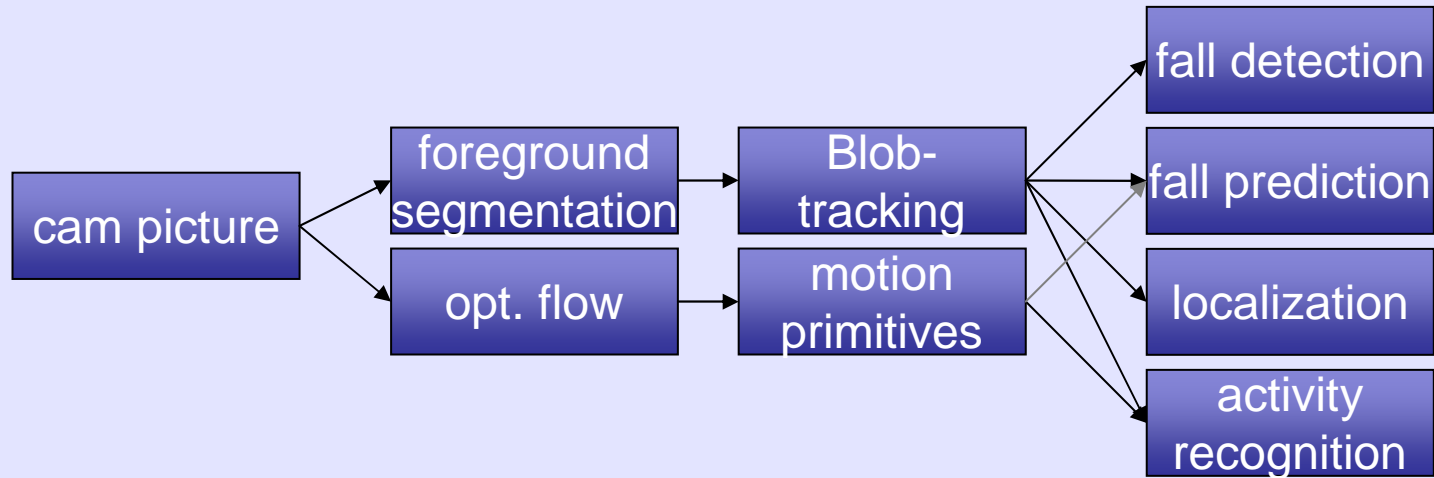 cam picture
foreground
segmentation
opt. flow
Blob-
tracking
motion
primitives
fall detection
fall prediction
localization
activity
recognition